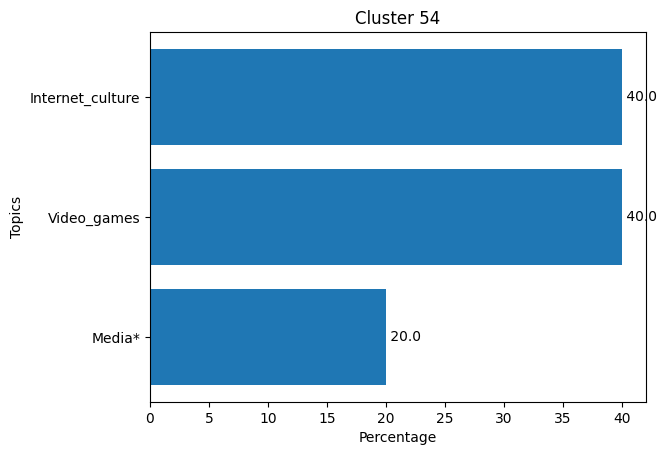 Cluster 54
Internet_culture
40.0
Video_games
40.0
Media*
20.0
Topics
0 5 10 15 20 25 30 35 40
Percentage